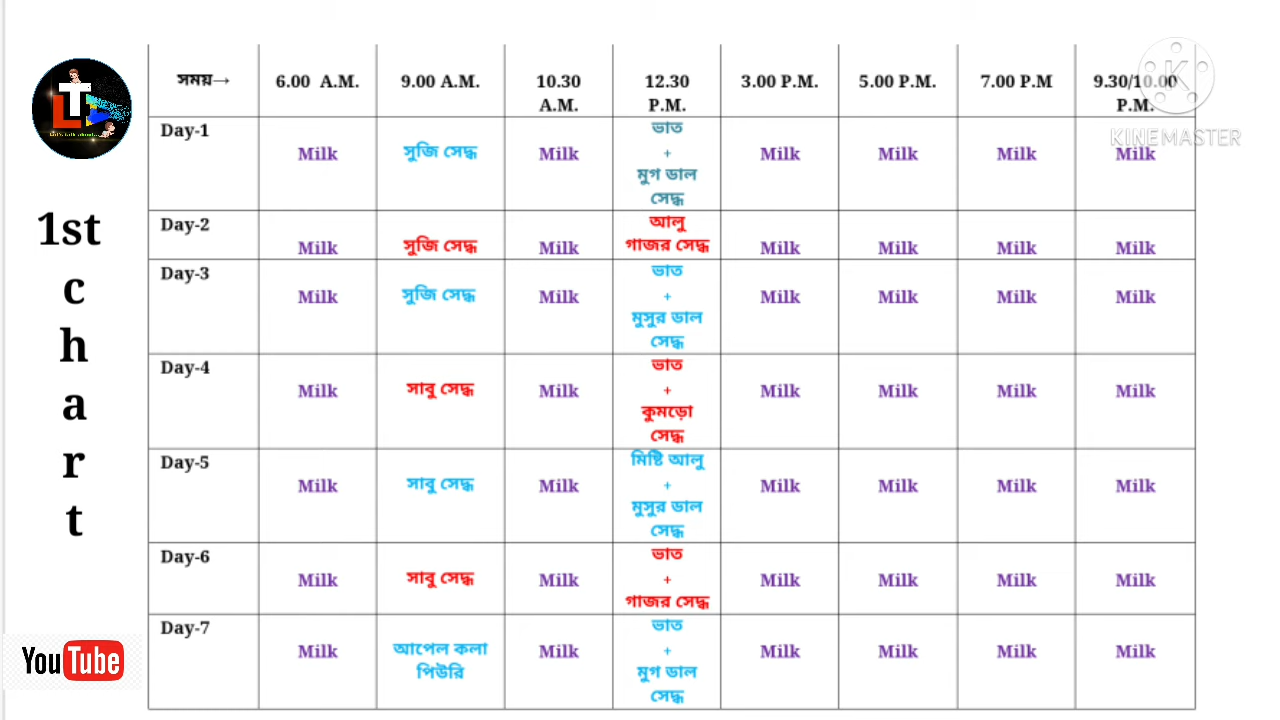 সময়→ 6.00 A.M. 9.00 A.M. 10.30 A.M. 12.30 P.M. 3.00 P.M. 5.00 P.M. 7.00 P.M 9.30/10.00 P.M.
KINEMASTER
Day-1 Milk সুজি সেদ্ধ Milk ভাত + মুগ ডাল সেদ্ধ Milk Milk Milk Milk
Day-2 Milk সুজি সেদ্ধ Milk আলু গাজর সেদ্ধ Milk Milk Milk Milk
Day-3 Milk সুজি সেদ্ধ Milk ভাত + মুসুর ডাল সেদ্ধ Milk Milk Milk Milk
Day-4 Milk সাবু সেদ্ধ Milk ভাত + কুমড়ো সেদ্ধ Milk Milk Milk Milk
Day-5 Milk সাবু সেদ্ধ Milk মিষ্টি আলু + মুসুর ডাল সেদ্ধ Milk Milk Milk Milk
Day-6 Milk সাবু সেদ্ধ Milk ভাত + গাজর সেদ্ধ Milk Milk Milk Milk
Day-7 Milk আপেল কলা পিউরি Milk ভাত + মুগ ডাল সেদ্ধ Milk Milk Milk Milk
LT
1st
c
h
a
r
t
YouTube